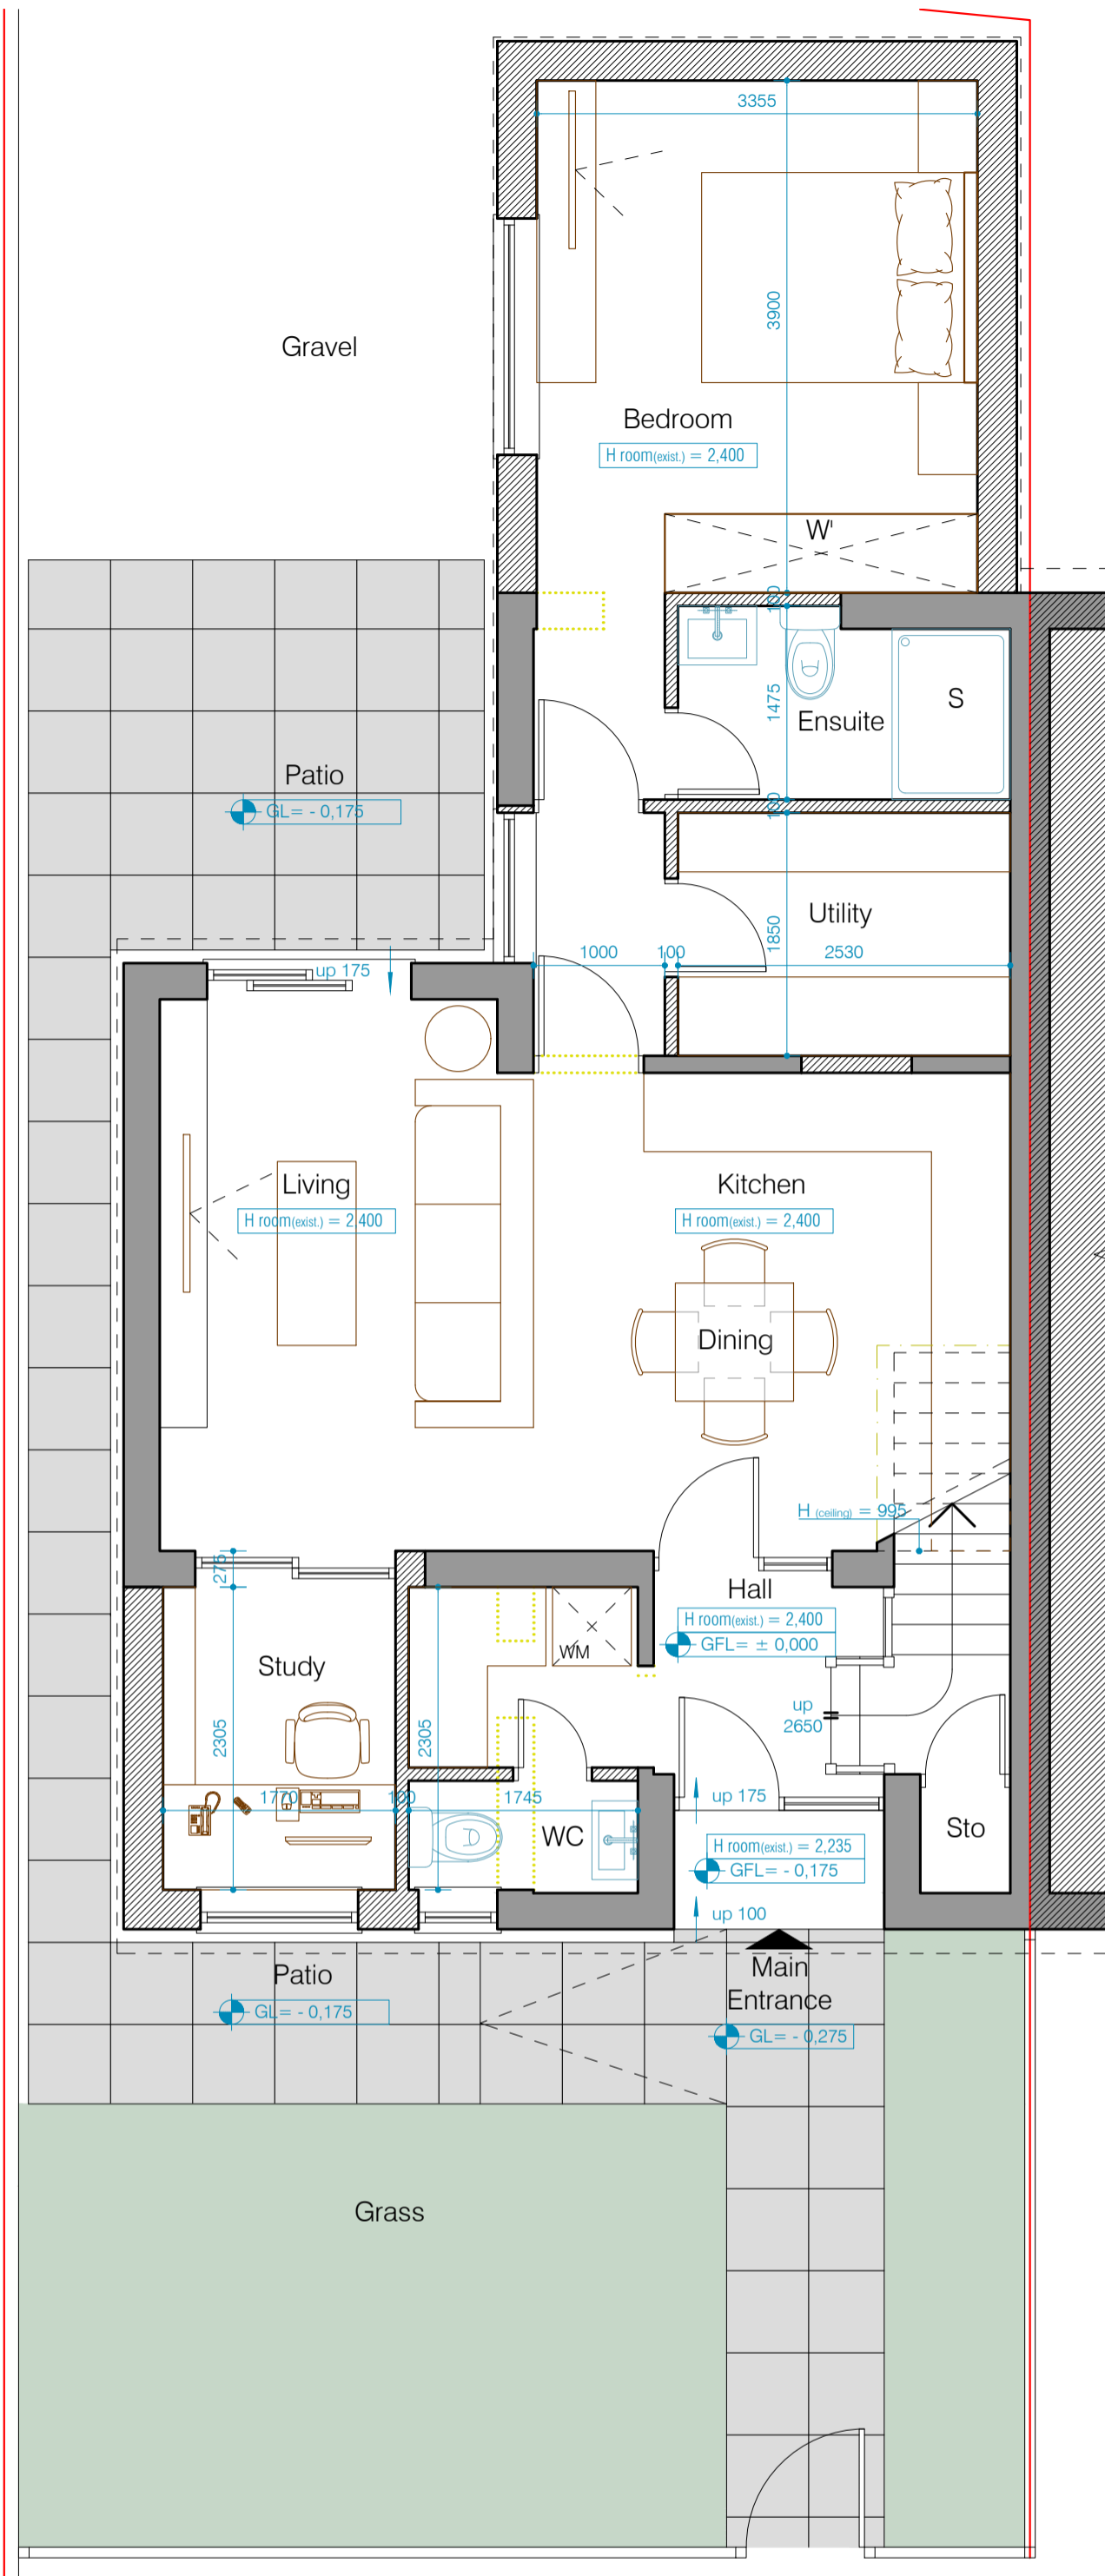 3355
3900
Gravel
Bedroom
H room(exist.) = 2,400
W'
100
1475
Ensuite
S
Patio
GL= - 0,175
100
Utility
1850
1000
100
2530
up 175
Living
H room(exist.) = 2,400
Kitchen
H room(exist.) = 2,400
Dining
H (ceiling) = 995
275
Hall
H room(exist.) = 2,400
GFL= ± 0,000
WM
Study
up
2650
2305
2305
1770
100
1745
up 175
WC
Sto
H room(exist.) = 2,235
GFL= - 0,175
up 100
Main
Entrance
GL= - 0,275
Patio
GL= - 0,175
Grass